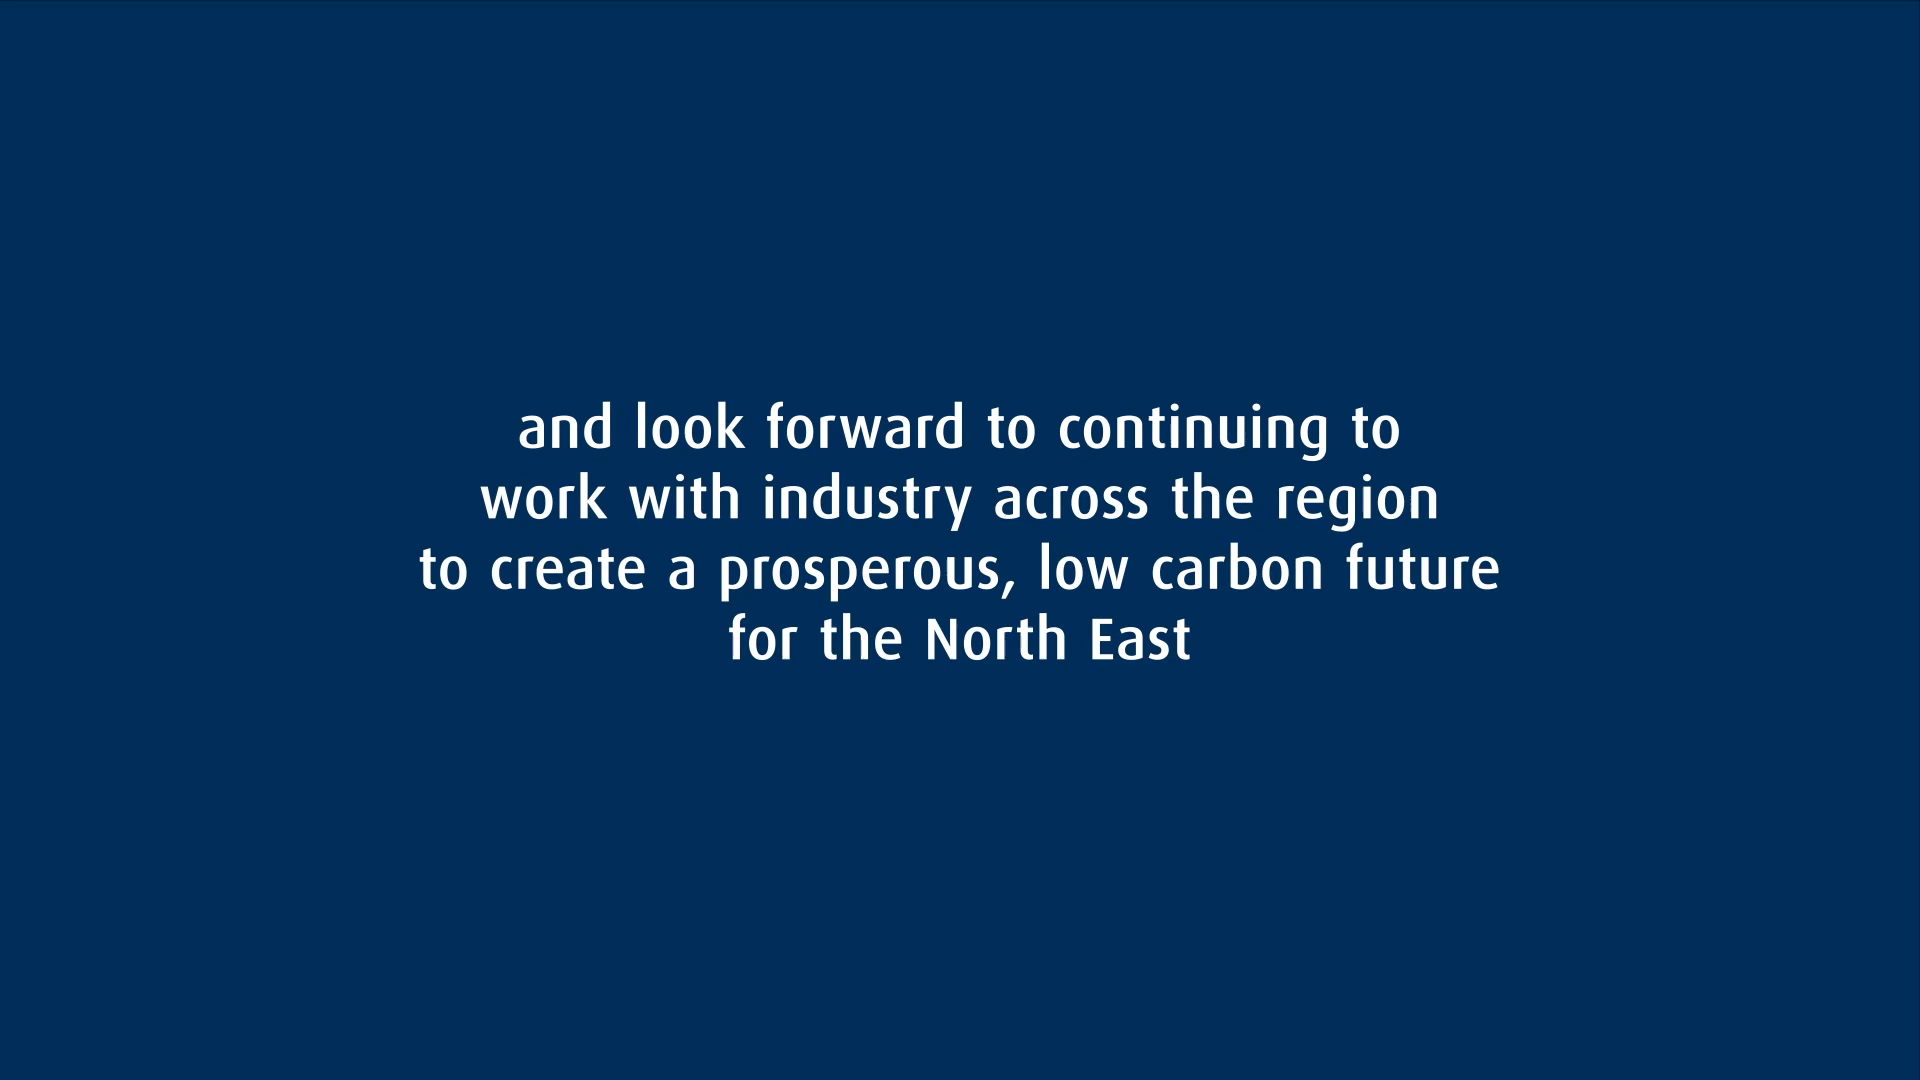 and look forward to continuing to
work with industry across the region
to create a prosperous, low carbon future
for the North East